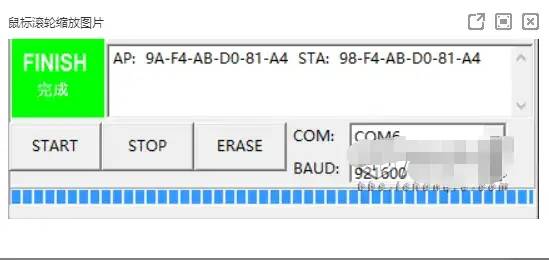 鼠标滚轮缩放图片
FINISH
完成
AP: 9A-F4-AB-D0-81-A4 STA: 98-F4-AB-D0-81-A4
START STOP ERASE
COM: COM6
BAUD: 921600